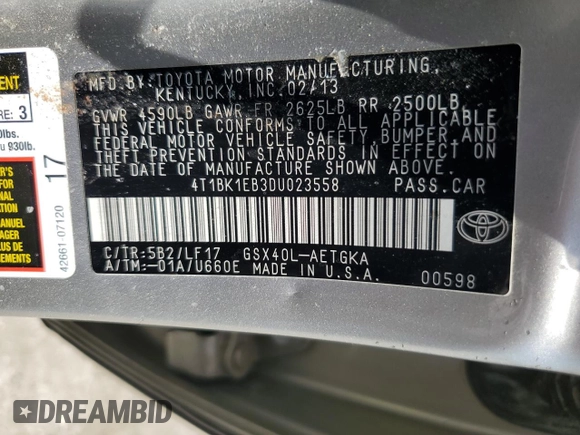 MFD.BY:TOYOTA MOTOR MANUFACTURING,
KENTUCKY, INC. 02/13
GVWR 4590LB GAWR FR 2625LB RR 2500LB
THIS VEHICLE CONFORMS TO ALL APPLICABLE
FEDERAL MOTOR VEHICLE SAFETY, BUMPER AND
THEFT PREVENTION STANDARDS IN EFFECT ON
THE DATE OF MANUFACTURE SHOWN ABOVE.
4T1BK1EB3DU023558 PASS.CAR
C/TR:5B2/LF17 GSX40L-AETGKA
A/TM:-01A/U660E MADE IN U.S.A.
00598
3
930lb.
17
42661-07120
DREAMBID